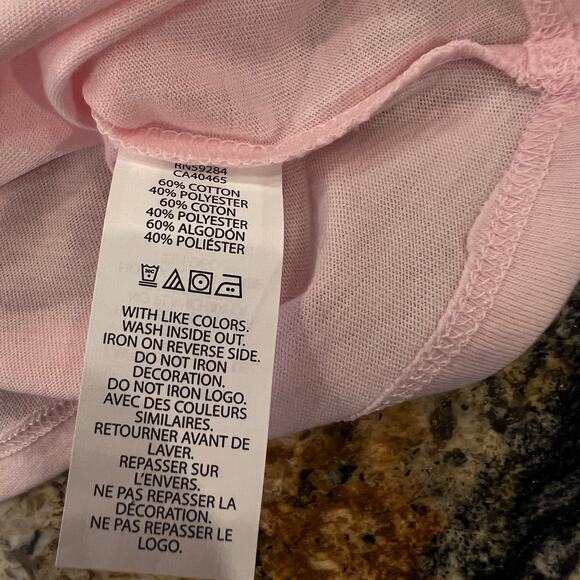 RN59284
CA40465
60% COTTON
40% POLYESTER
60% COTON
40% POLYESTER
60% ALGODÓN
40% POLIÉSTER
WITH LIKE COLORS.
WASH INSIDE OUT.
IRON ON REVERSE SIDE.
DO NOT IRON
DECORATION.
DO NOT IRON LOGO.
AVEC DES COULEURS
SIMILAIRES.
RETOURNER AVANT DE
LAVER.
REPASSER SUR
L'ENVERS.
NE PAS REPASSER LA
DÉCORATION.
NE PAS REPASSER LE
LOGO.